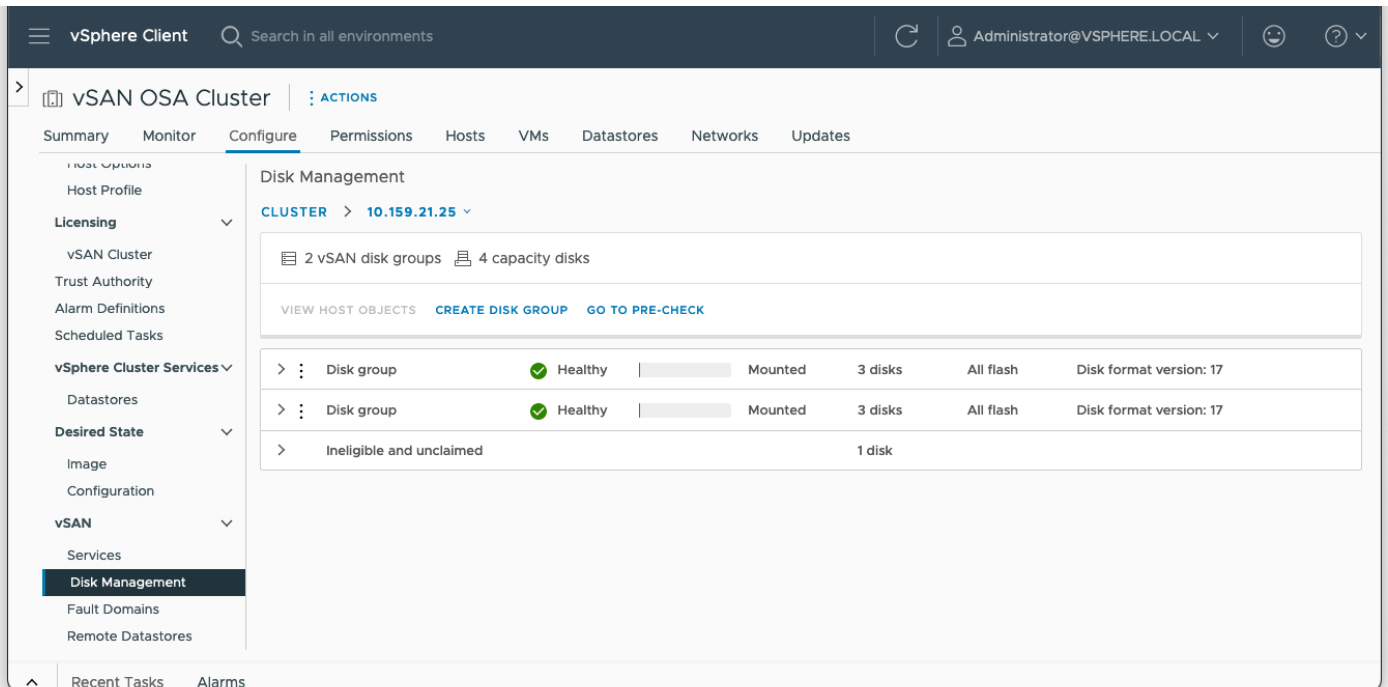 vSphere Client Search in all environments Administrator@VSPHERE.LOCAL
vSAN OSA Cluster ACTIONS
Summary Monitor Configure Permissions Hosts VMs Datastores Networks Updates
Host Options
Host Profile
Licensing
vSAN Cluster
Trust Authority
Alarm Definitions
Scheduled Tasks
vSphere Cluster Services
Datastores
Desired State
Image
Configuration
vSAN
Services
Disk Management
Fault Domains
Remote Datastores
Disk Management
CLUSTER > 10.159.21.25
2 vSAN disk groups 4 capacity disks
VIEW HOST OBJECTS CREATE DISK GROUP GO TO PRE-CHECK
Disk group Healthy Mounted 3 disks All flash Disk format version: 17
Disk group Healthy Mounted 3 disks All flash Disk format version: 17
Ineligible and unclaimed 1 disk
Recent Tasks Alarms